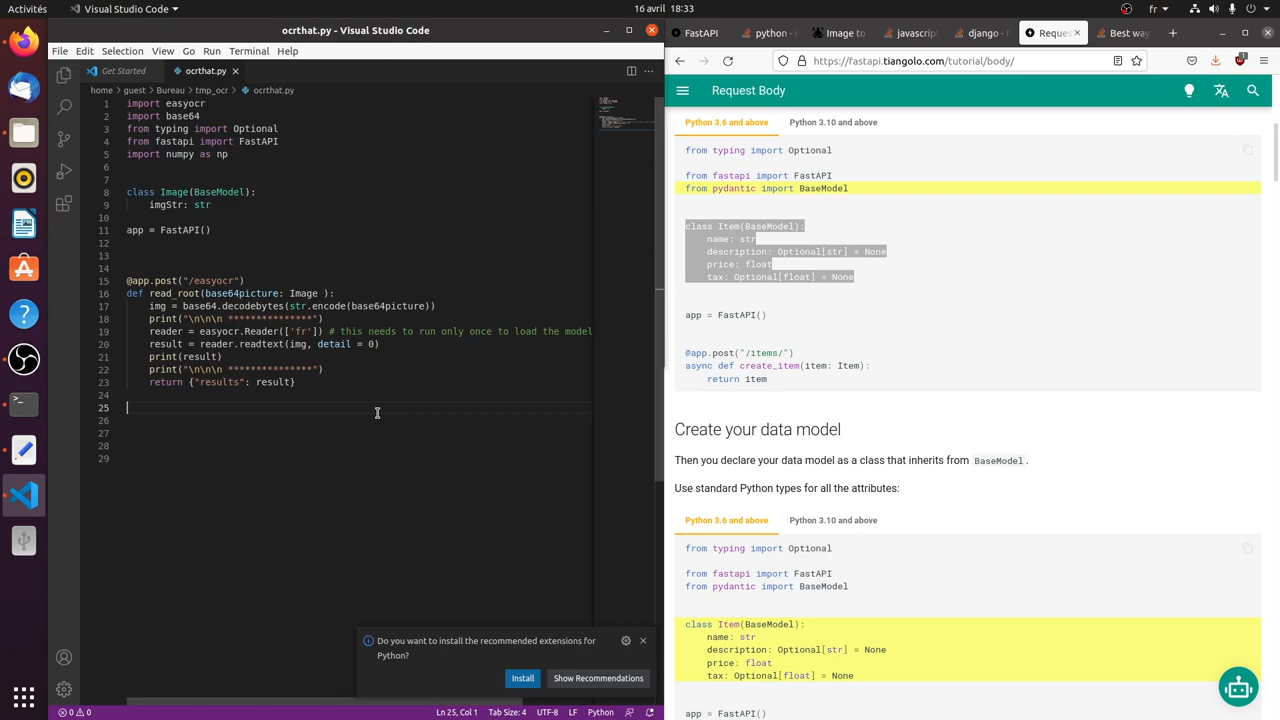 Activités
Visual Studio Code
16 avril 18:33
fr
ocrthat.py - Visual Studio Code
File Edit Selection View Go Run Terminal Help
Get Started
ocrthat.py
home > guest > Bureau > tmp_ocr > ocrthat.py
1 import easyocr
2 import base64
3 from typing import Optional
4 from fastapi import FastAPI
5 import numpy as np
6
7
8 class Image(BaseModel):
9 imgStr: str
10
11 app = FastAPI()
12
13
14
15 @app.post("/easyocr")
16 def read_root(base64picture: Image ):
17 img = base64.decodebytes(str.encode(base64picture))
18 print("\n\n\n ***************")
19 reader = easyocr.Reader(['fr']) # this needs to run only once to load the model
20 result = reader.readtext(img, detail = 0)
21 print(result)
22 print("\n\n\n ***************")
23 return {"results": result}
24
25
26
27
28
29
Do you want to install the recommended extensions for
Python?
Install
Show Recommendations
0 0
Ln 25, Col 1 Tab Size: 4 UTF-8 LF Python
FastAPI
python -
Image to
javascrip
django -
Reques
Best way
https://fastapi.tiangolo.com/tutorial/body/
1
Request Body
Python 3.6 and above Python 3.10 and above
from typing import Optional
from fastapi import FastAPI
from pydantic import BaseModel
class Item(BaseModel):
name: str
description: Optional[str] = None
price: float
tax: Optional[float] = None
app = FastAPI()
@app.post("/items/")
async def create_item(item: Item):
return item
Create your data model
Then you declare your data model as a class that inherits from BaseModel.
Use standard Python types for all the attributes:
Python 3.6 and above Python 3.10 and above
from typing import Optional
from fastapi import FastAPI
from pydantic import BaseModel
class Item(BaseModel):
name: str
description: Optional[str] = None
price: float
tax: Optional[float] = None
app = FastAPI()